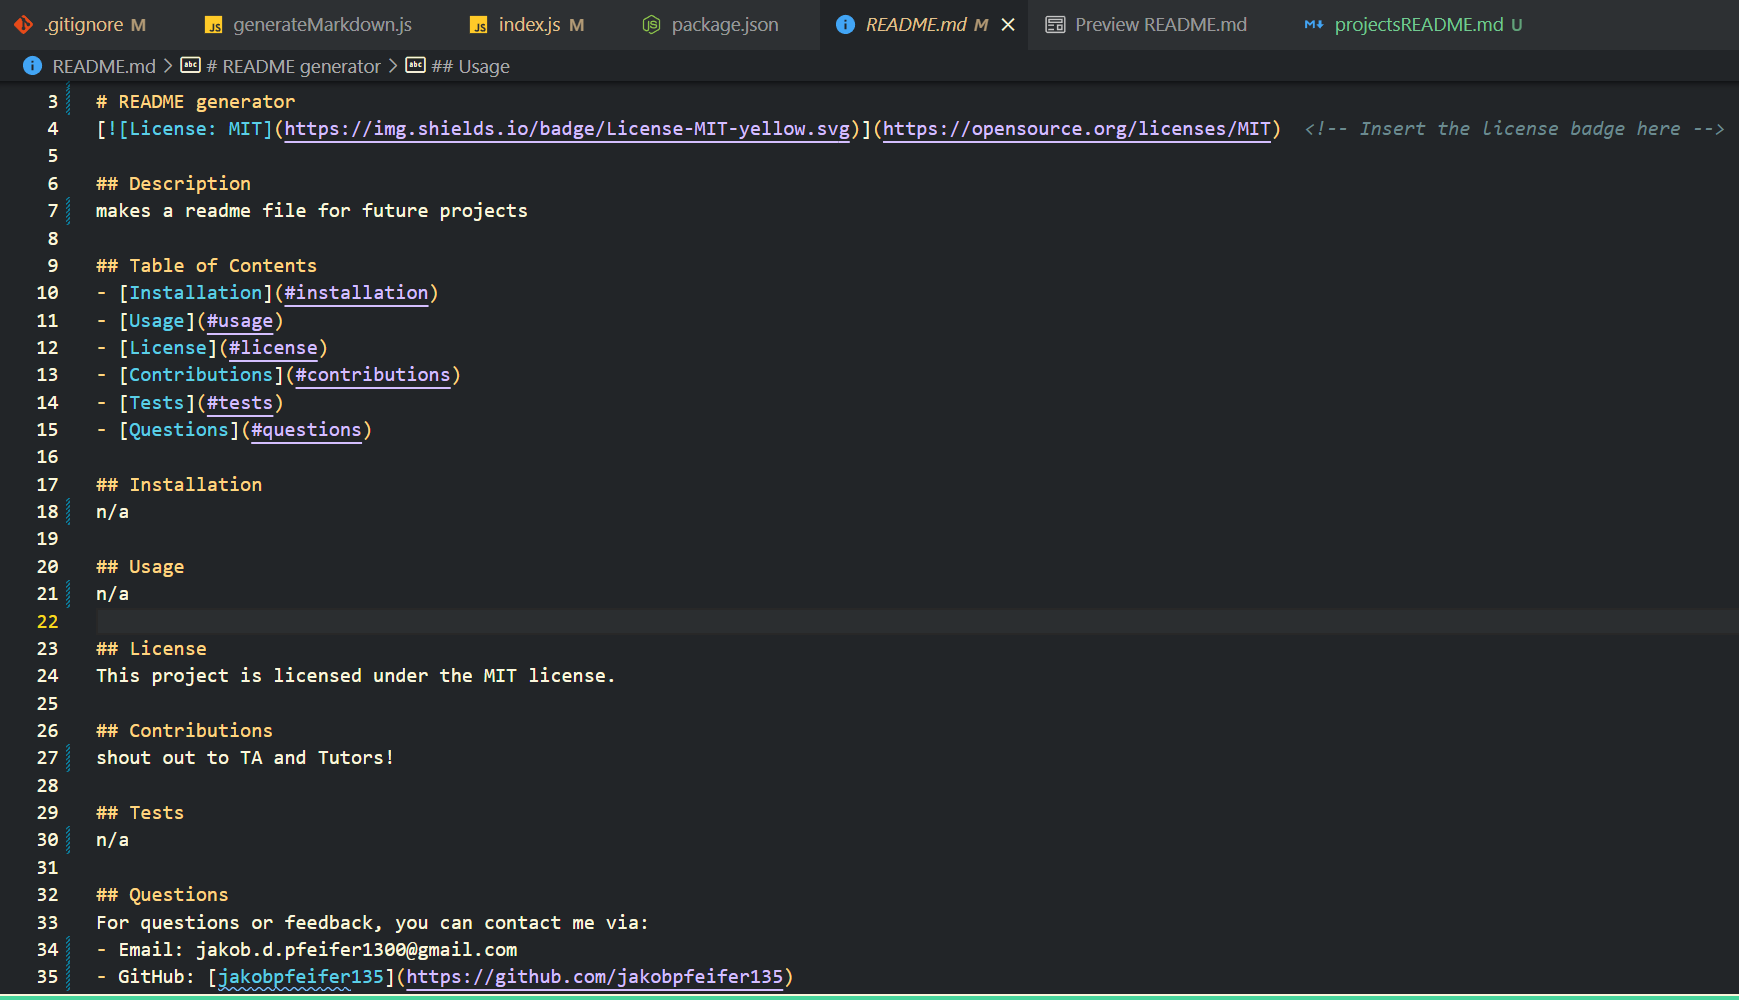 .gitignore M generateMarkdown.js index.js M package.json README.md M Preview README.md projectsREADME.md U
README.md > # README generator > ## Usage
3 # README generator
4 [![License: MIT](https://img.shields.io/badge/License-MIT-yellow.svg)](https://opensource.org/licenses/MIT) <!-- Insert the license badge here -->
5
6 ## Description
7 makes a readme file for future projects
8
9 ## Table of Contents
10 - [Installation](#installation)
11 - [Usage](#usage)
12 - [License](#license)
13 - [Contributions](#contributions)
14 - [Tests](#tests)
15 - [Questions](#questions)
16
17 ## Installation
18 n/a
19
20 ## Usage
21 n/a
22
23 ## License
24 This project is licensed under the MIT license.
25
26 ## Contributions
27 shout out to TA and Tutors!
28
29 ## Tests
30 n/a
31
32 ## Questions
33 For questions or feedback, you can contact me via:
34 - Email: jakob.d.pfeifer1300@gmail.com
35 - GitHub: [jakobpfeifer135](https://github.com/jakobpfeifer135)